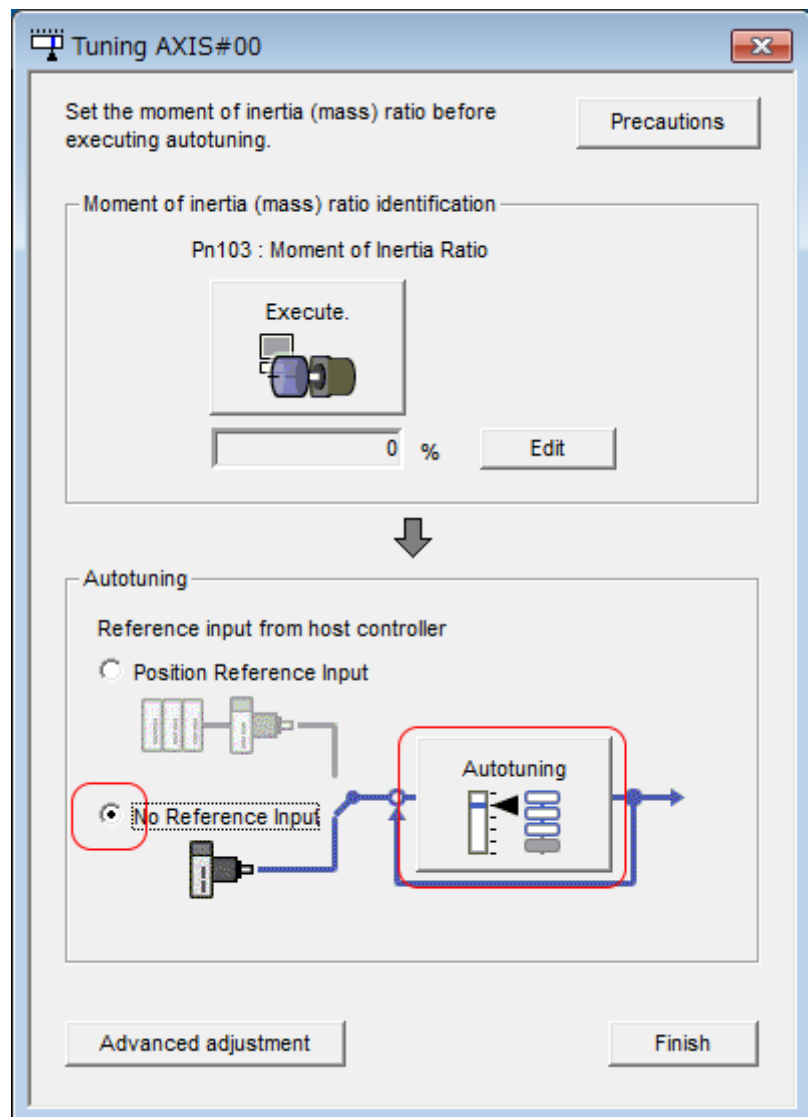 Tuning AXIS#00
Set the moment of inertia (mass) ratio before
executing autotuning.
Precautions
Moment of inertia (mass) ratio identification
Pn103 : Moment of Inertia Ratio
Execute.
0 %
Edit
Autotuning
Reference input from host controller
Position Reference Input
Autotuning
No Reference Input
Advanced adjustment
Finish